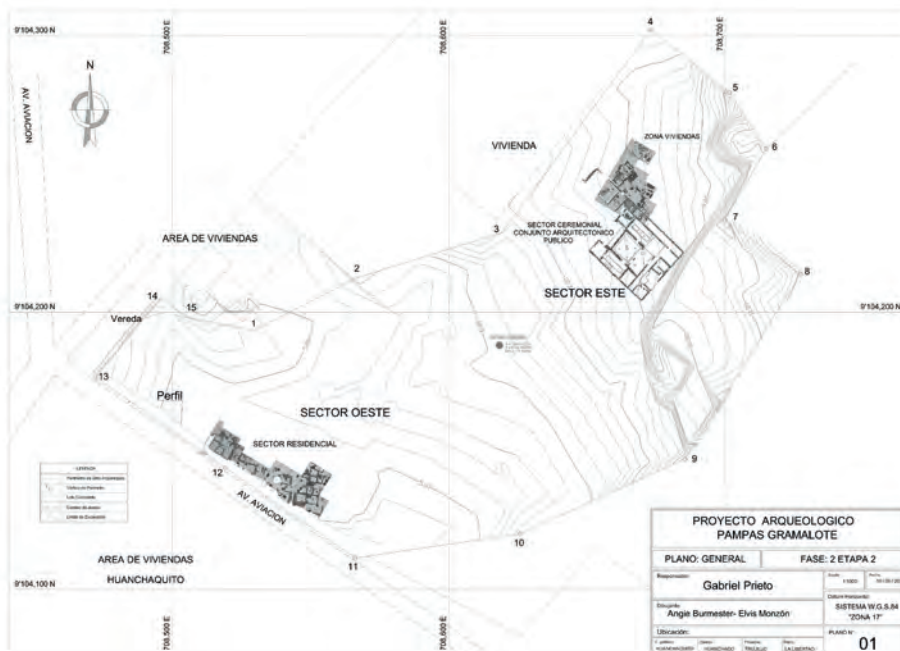 4
9'104,300 N
708,500 E
708,600 E
708,700 E
N
AV. AVIACION
5
ZONA VIVIENDAS
VIVIENDA
6
7
3
SECTOR CEREMONIAL
CONJUNTO ARQUITECTONICO
PUBLICO
AREA DE VIVIENDAS
2
8
SECTOR ESTE
14
15
9'104,200 N
9'104,200 N
Vereda
1
13
Perfil
SECTOR OESTE
SECTOR RESIDENCIAL
12
9
AV. AVIACION
10
11
AREA DE VIVIENDAS
HUANCHAQUITO
9'104,100 N
708,500 E
708,600 E
PROYECTO ARQUEOLOGICO
PAMPAS GRAMALOTE
PLANO: GENERAL
FASE: 2 ETAPA 2
Responsable:
Gabriel Prieto
Dibujante:
Angie Burmester- Elvis Monzón
SISTEMA W.G.S.84
"ZONA 17"
Ubicación:
PLANO N°
01